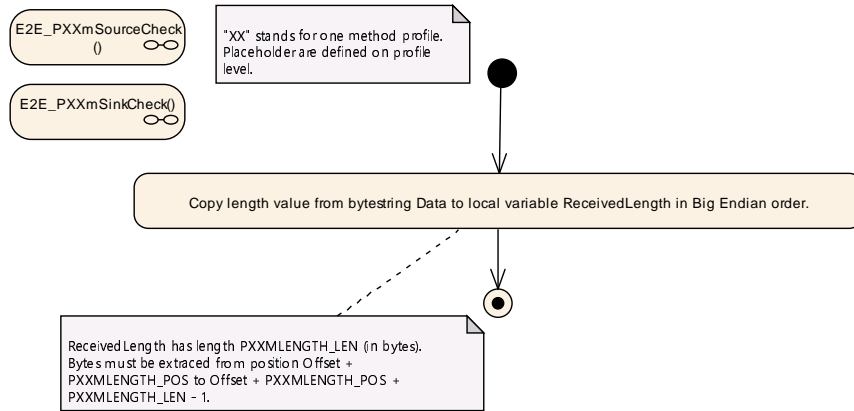 E2E_PXXmSourceCheck
()
E2E_PXXmSinkCheck()
"XX" stands for one method profile.
Placeholder are defined on profile
level.
Copy length value from bytestring Data to local variable ReceivedLength in Big Endian order.
ReceivedLength has length PXXMLENGTH_LEN (in bytes).
Bytes must be extraced from position Offset +
PXXMLENGTH_POS to Offset + PXXMLENGTH_POS +
PXXMLENGTH_LEN - 1.